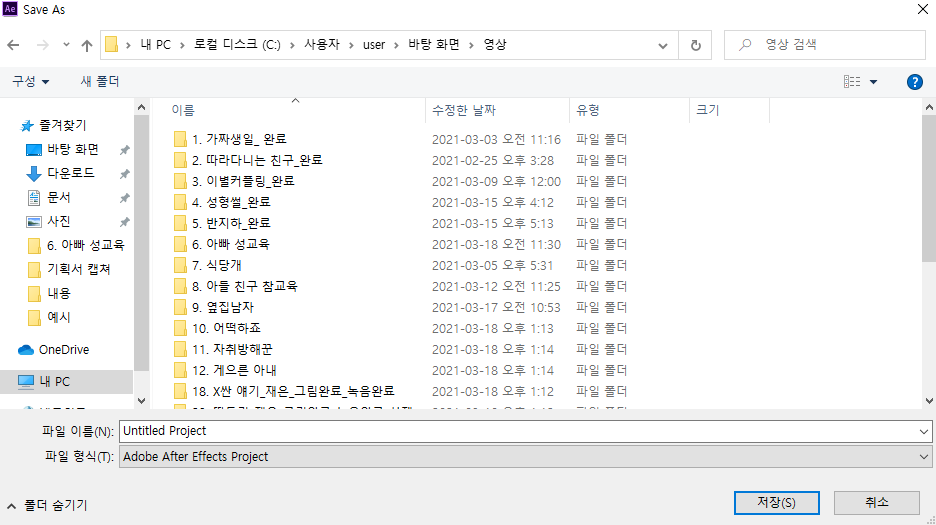 Ae Save As
내 PC > 로컬 디스크 (C:) > 사용자 > user > 바탕 화면 > 영상
영상 검색
구성 새 폴더
이름 수정한 날짜 유형 크기
즐겨찾기
바탕 화면
다운로드
문서
사진
6. 아빠 성교육
기획서 캡쳐
내용
예시
OneDrive
내 PC
1. 가짜생일_ 완료 2021-03-03 오전 11:16 파일 폴더
2. 따라다니는 친구_완료 2021-02-25 오후 3:28 파일 폴더
3. 이별커플링_완료 2021-03-09 오후 12:00 파일 폴더
4. 성형썰_완료 2021-03-15 오후 4:12 파일 폴더
5. 반지하_완료 2021-03-15 오후 5:13 파일 폴더
6. 아빠 성교육 2021-03-18 오전 11:30 파일 폴더
7. 식당개 2021-03-05 오후 5:31 파일 폴더
8. 아들 친구 참교육 2021-03-12 오전 11:25 파일 폴더
9. 옆집남자 2021-03-17 오전 10:53 파일 폴더
10. 어떡하죠 2021-03-18 오후 1:13 파일 폴더
11. 자취방해꾼 2021-03-18 오후 1:14 파일 폴더
12. 게으른 아내 2021-03-18 오후 1:14 파일 폴더
18. X싼 얘기_재은_그림완료_녹음완료 2021-03-18 오후 1:12 파일 폴더
파일 이름(N): Untitled Project
파일 형식(T): Adobe After Effects Project
폴더 숨기기
저장(S) 취소